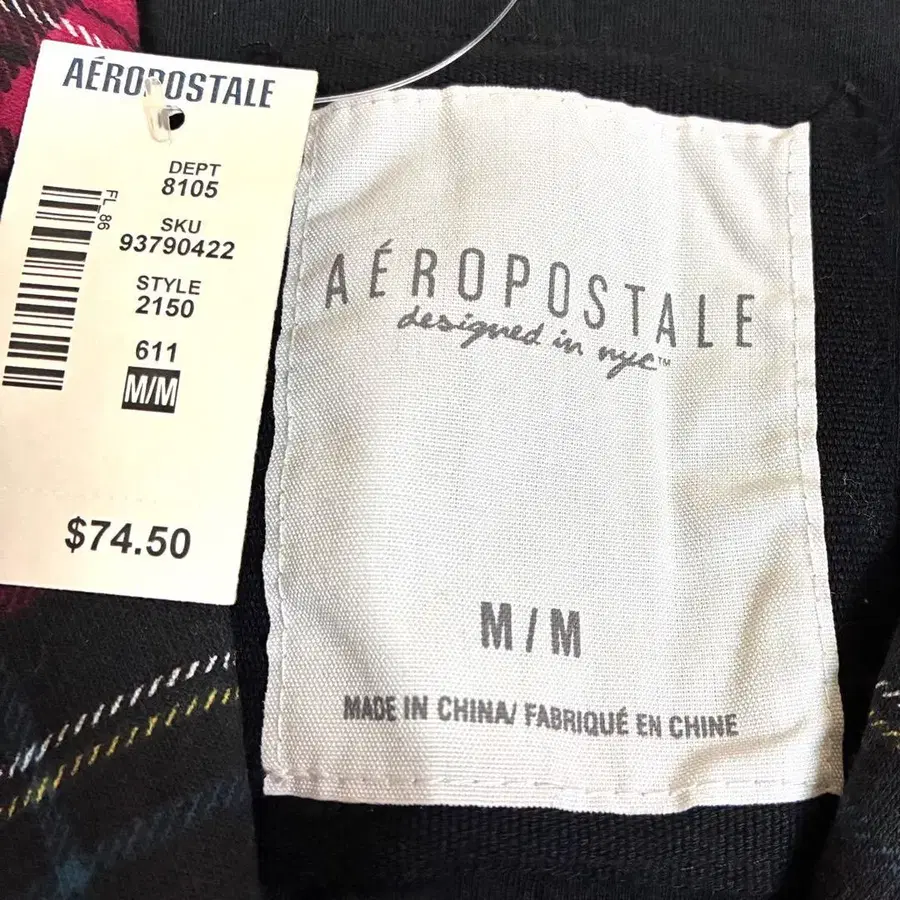 AÉROPOSTALE
DEPT
8105
FL 86
SKU
93790422
STYLE
2150
611
M/M
$74.50
AÉROPOSTALE
designed in nyc™
M / M
MADE IN CHINA/ FABRIQUÉ EN CHINE